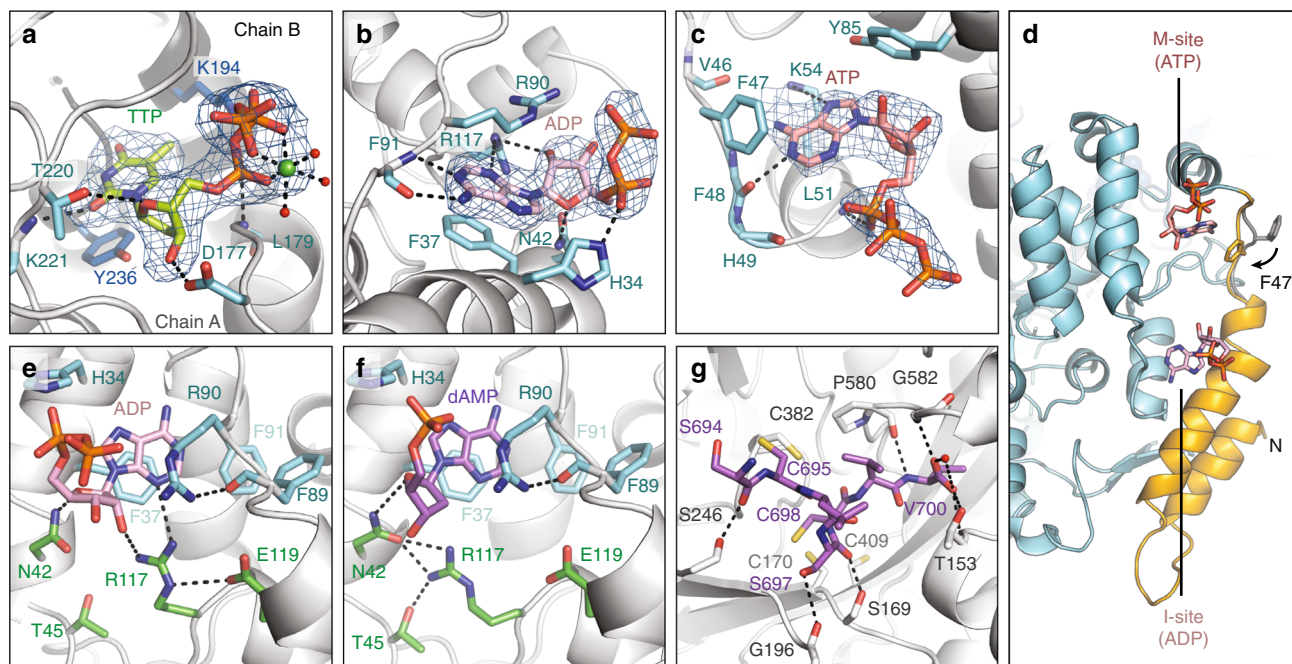 a
Chain B
K194
TTP
T220
K221
Y236
D177
L179
Chain A
b
R90
ADP
F91
R117
F37
N42
H34
c
Y85
V46
F47
K54
ATP
F48
L51
H49
d
M-site
(ATP)
F47
N
I-site
(ADP)
e
H34
ADP
R90
F91
F89
F37
N42
R117
E119
T45
f
H34
dAMP
R90
F91
F89
F37
N42
R117
E119
T45
g
P580
G582
C382
S694
C695
S246
C698
V700
C170
C409
T153
S697
S169
G196